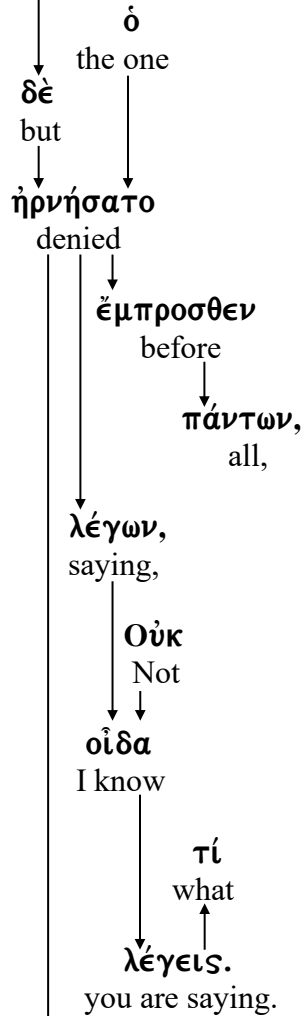 ὁ
the one
δὲ
but
ἠρνήσατο
denied
ἔμπροσθεν
before
πάντων,
all,
λέγων,
saying,
Οὐκ
Not
οἶδα
I know
τί
what
λέγεις.
you are saying.